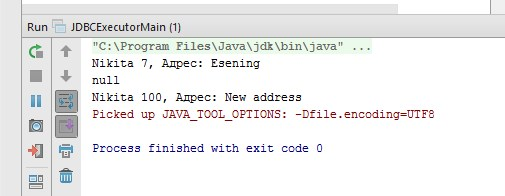 Run JDBCExecutorMain (1)
"C:\Program Files\Java\jdk\bin\java" ...
Nikita 7, Адрес: Esening
null
Nikita 100, Адрес: New address
Picked up JAVA_TOOL_OPTIONS: -Dfile.encoding=UTF8
Process finished with exit code 0